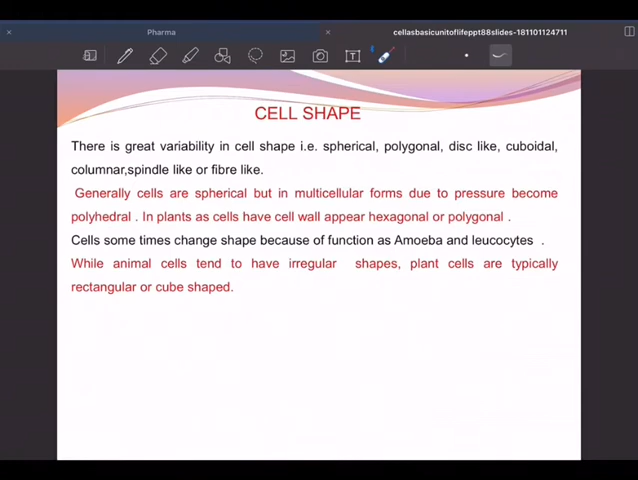 Pharma
cellasbasicunitoflifeppt88slides-181101124711
CELL SHAPE
There is great variability in cell shape i.e. spherical, polygonal, disc like, cuboidal,
columnar,spindle like or fibre like.
Generally cells are spherical but in multicellular forms due to pressure become
polyhedral . In plants as cells have cell wall appear hexagonal or polygonal .
Cells some times change shape because of function as Amoeba and leucocytes .
While animal cells tend to have irregular shapes, plant cells are typically
rectangular or cube shaped.